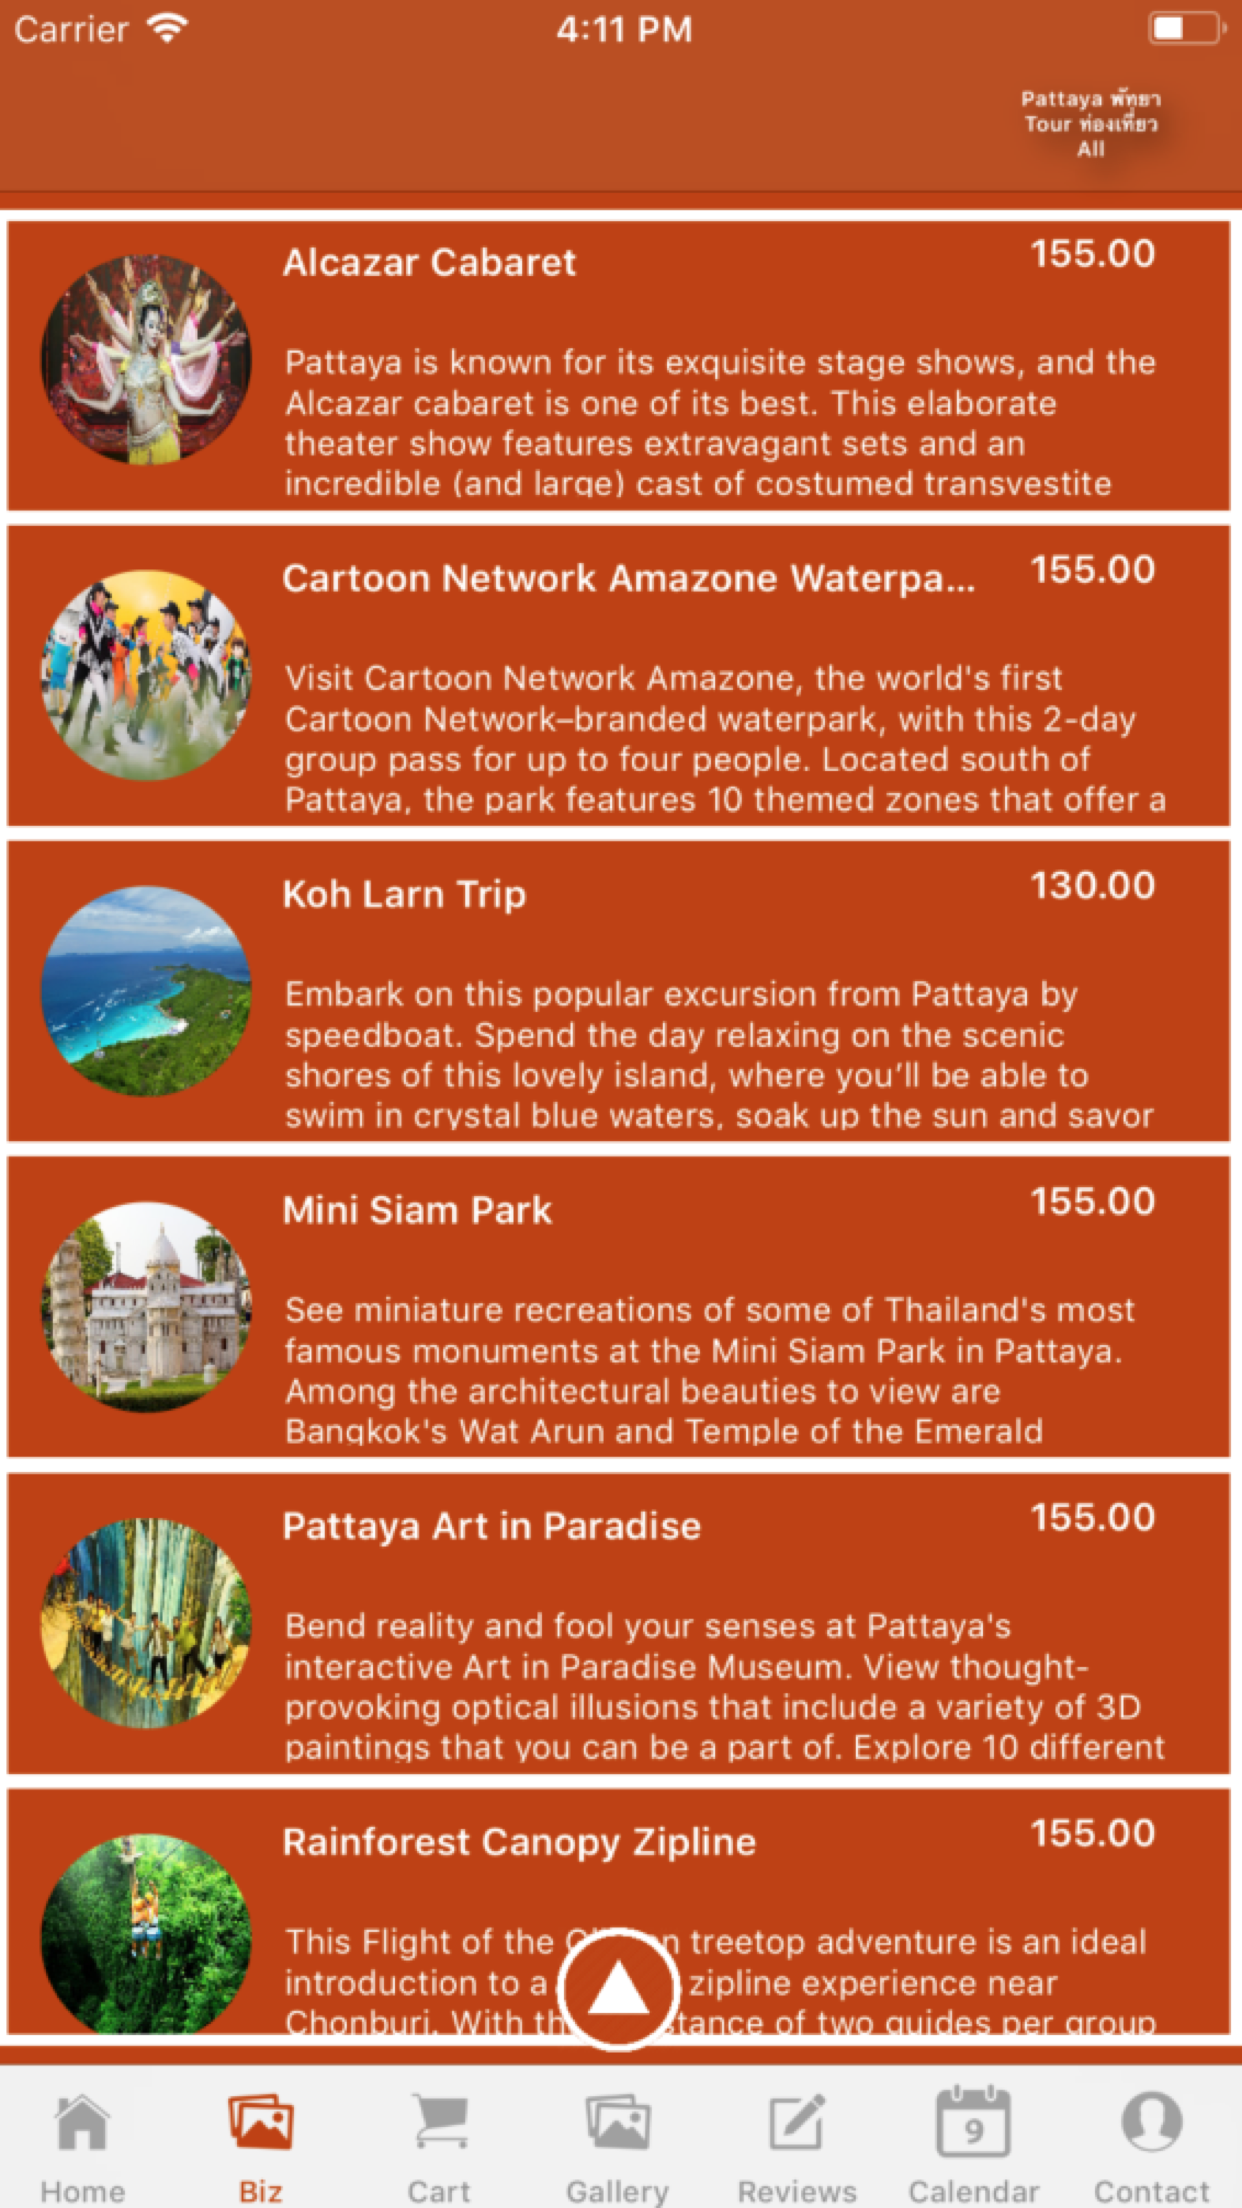 Carrier 4:11 PM
Pattaya พัทยา
Tour ท่องเที่ยว
All
Alcazar Cabaret 155.00
Pattaya is known for its exquisite stage shows, and the
Alcazar cabaret is one of its best. This elaborate
theater show features extravagant sets and an
incredible (and large) cast of costumed transvestite
Cartoon Network Amazone Waterpa... 155.00
Visit Cartoon Network Amazone, the world's first
Cartoon Network–branded waterpark, with this 2-day
group pass for up to four people. Located south of
Pattaya, the park features 10 themed zones that offer a
Koh Larn Trip 130.00
Embark on this popular excursion from Pattaya by
speedboat. Spend the day relaxing on the scenic
shores of this lovely island, where you’ll be able to
swim in crystal blue waters, soak up the sun and savor
Mini Siam Park 155.00
See miniature recreations of some of Thailand's most
famous monuments at the Mini Siam Park in Pattaya.
Among the architectural beauties to view are
Bangkok's Wat Arun and Temple of the Emerald
Pattaya Art in Paradise 155.00
Bend reality and fool your senses at Pattaya's
interactive Art in Paradise Museum. View thought-
provoking optical illusions that include a variety of 3D
paintings that you can be a part of. Explore 10 different
Rainforest Canopy Zipline 155.00
This Flight of the treetop adventure is an ideal
introduction to a zipline experience near
Chonburi. With of two guides per group
9
Home Biz Cart Gallery Reviews Calendar Contact